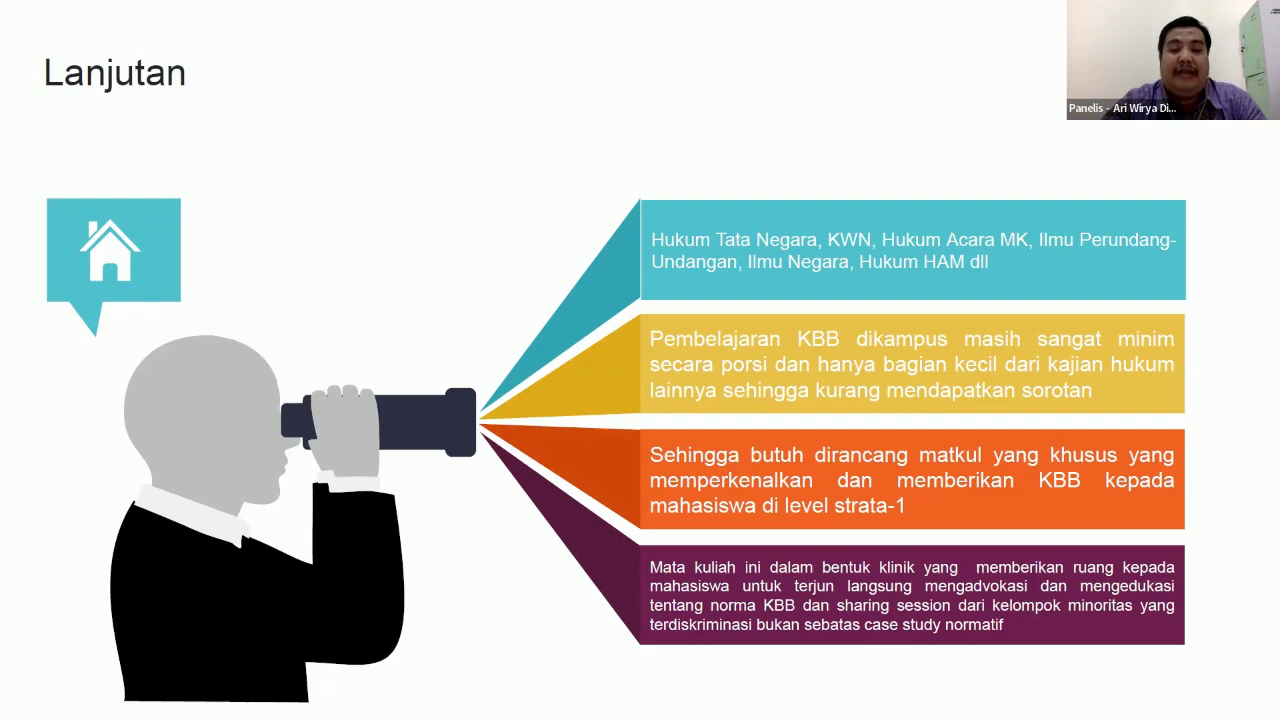 Lanjutan
Panelis - Ari Wirya Di...
Hukum Tata Negara, KWN, Hukum Acara MK, Ilmu Perundang-
Undangan, Ilmu Negara, Hukum HAM dll
Pembelajaran KBB dikampus masih sangat minim
secara porsi dan hanya bagian kecil dari kajian hukum
lainnya sehingga kurang mendapatkan sorotan
Sehingga butuh dirancang matkul yang khusus yang
memperkenalkan dan memberikan KBB kepada
mahasiswa di level strata-1
Mata kuliah ini dalam bentuk klinik yang memberikan ruang kepada
mahasiswa untuk terjun langsung mengadvokasi dan mengedukasi
tentang norma KBB dan sharing session dari kelompok minoritas yang
terdiskriminasi bukan sebatas case study normatif